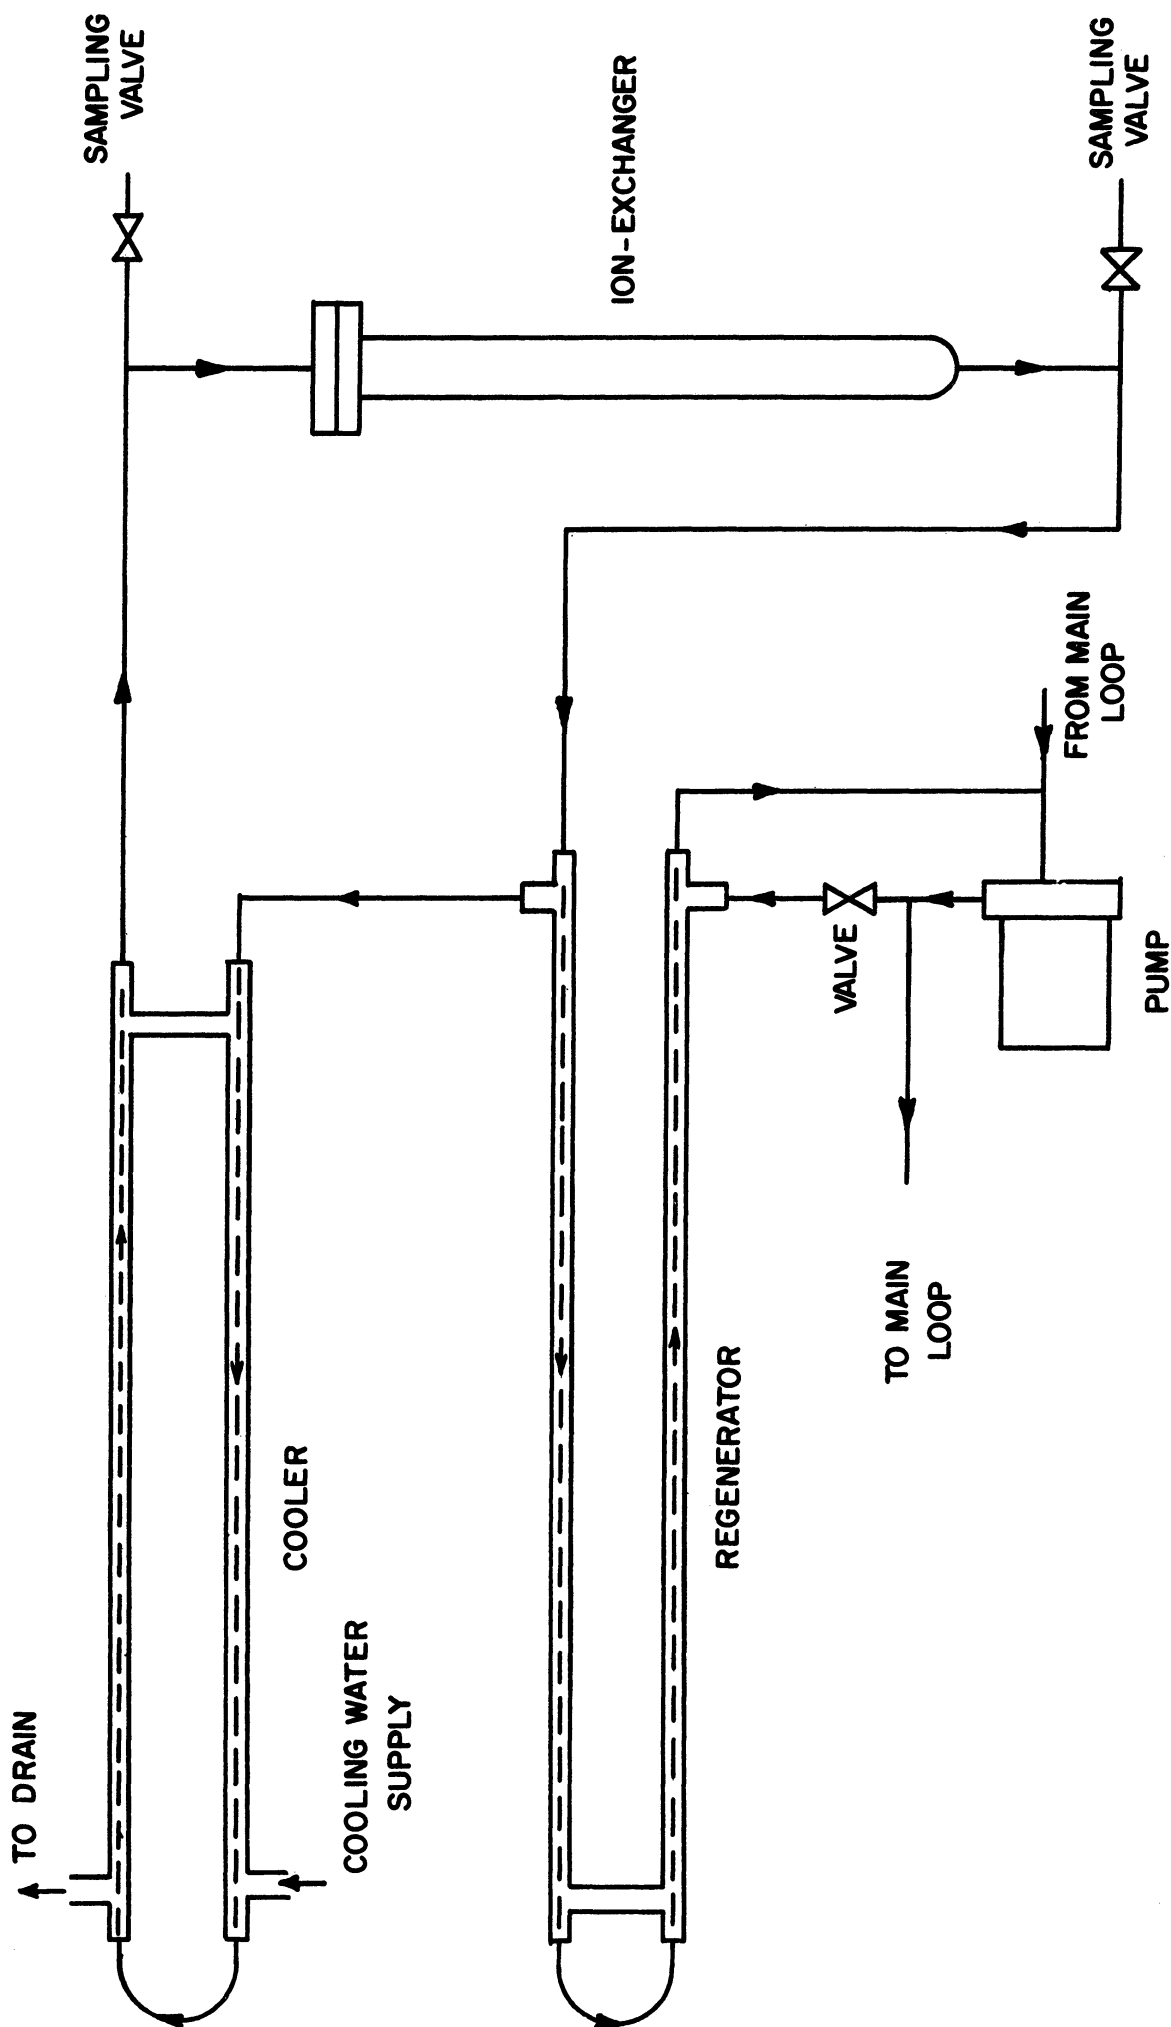 TO DRAIN
COOLING WATER
SUPPLY
COOLER
REGENERATOR
TO MAIN
LOOP
VALVE
PUMP
FROM MAIN
LOOP
ION-EXCHANGER
SAMPLING
VALVE
SAMPLING
VALVE